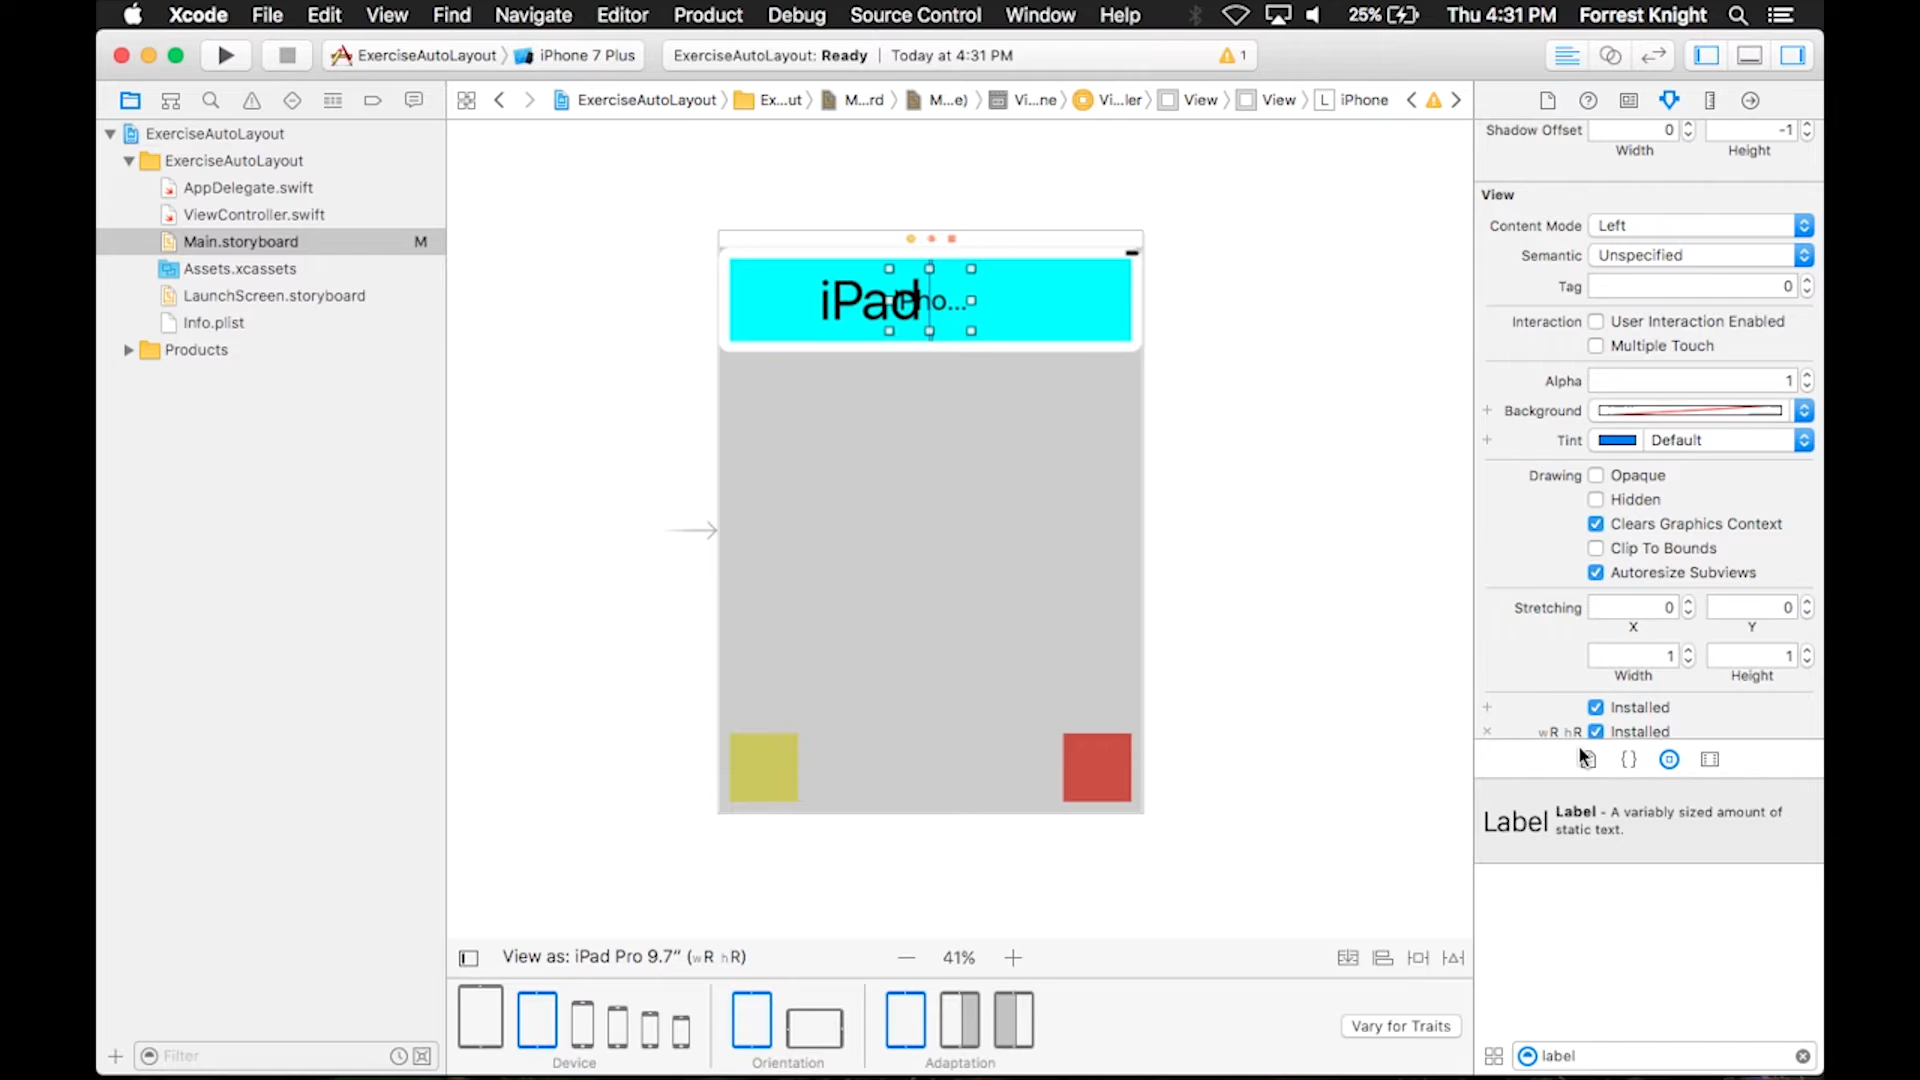 Xcode File Edit View Find Navigate Editor Product Debug Source Control Window Help 25% Thu 4:31 PM Forrest Knight
ExerciseAutoLayout iPhone 7 Plus ExerciseAutoLayout: Ready Today at 4:31 PM 1
ExerciseAutoLayout Ex...ut M...rd M...e) Vi...ne Vi...ler View View L iPhone
ExerciseAutoLayout
ExerciseAutoLayout
AppDelegate.swift
ViewController.swift
Main.storyboard M
Assets.xcassets
LaunchScreen.storyboard
Info.plist
Products
Filter
iPad
Pho...
View as: iPad Pro 9.7” (wR hR)
41%
Device
Orientation
Adaptation
Vary for Traits
Shadow Offset 0 -1
Width Height
View
Content Mode Left
Semantic Unspecified
Tag 0
Interaction User Interaction Enabled
Multiple Touch
Alpha 1
Background
Tint Default
Drawing Opaque
Hidden
Clears Graphics Context
Clip To Bounds
Autoresize Subviews
Stretching 0 0
X Y
1 1
Width Height
Installed
wR hR Installed
{}
Label Label - A variably sized amount of
static text.
label